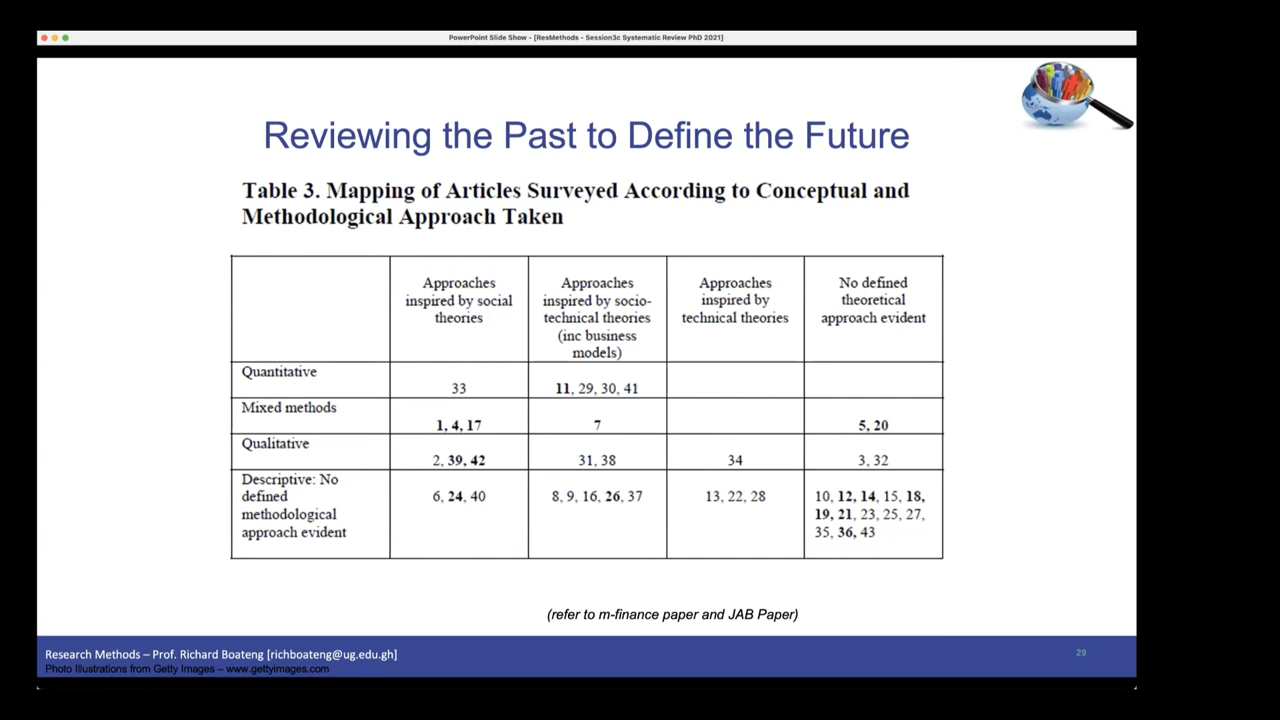 PowerPoint Slide Show - [ResMethods - Session3c Systematic Review PhD 2021]
Reviewing the Past to Define the Future
Table 3. Mapping of Articles Surveyed According to Conceptual and
Methodological Approach Taken
Approaches
inspired by social
theories
Approaches
inspired by socio-
technical theories
(inc business
models)
Approaches
inspired by
technical theories
No defined
theoretical
approach evident
Quantitative
33
11, 29, 30, 41
Mixed methods
1, 4, 17
7
5, 20
Qualitative
2, 39, 42
31, 38
34
3, 32
Descriptive: No
defined
methodological
approach evident
6, 24, 40
8, 9, 16, 26, 37
13, 22, 28
10, 12, 14, 15, 18,
19, 21, 23, 25, 27,
35, 36, 43
(refer to m-finance paper and JAB Paper)
Research Methods – Prof. Richard Boateng [richboateng@ug.edu.gh]
Photo Illustrations from Getty Images – www.gettyimages.com
29